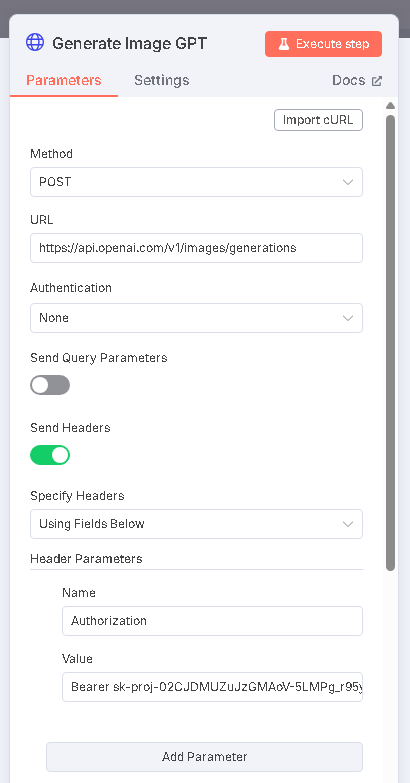 Generate Image GPT
Execute step
Parameters
Settings
Docs
Import cURL
Method
POST
URL
https://api.openai.com/v1/images/generations
Authentication
None
Send Query Parameters
Send Headers
Specify Headers
Using Fields Below
Header Parameters
Name
Authorization
Value
Bearer sk-proj-02CJDMUZuJzGMAoV-5LMPg_r95y
Add Parameter